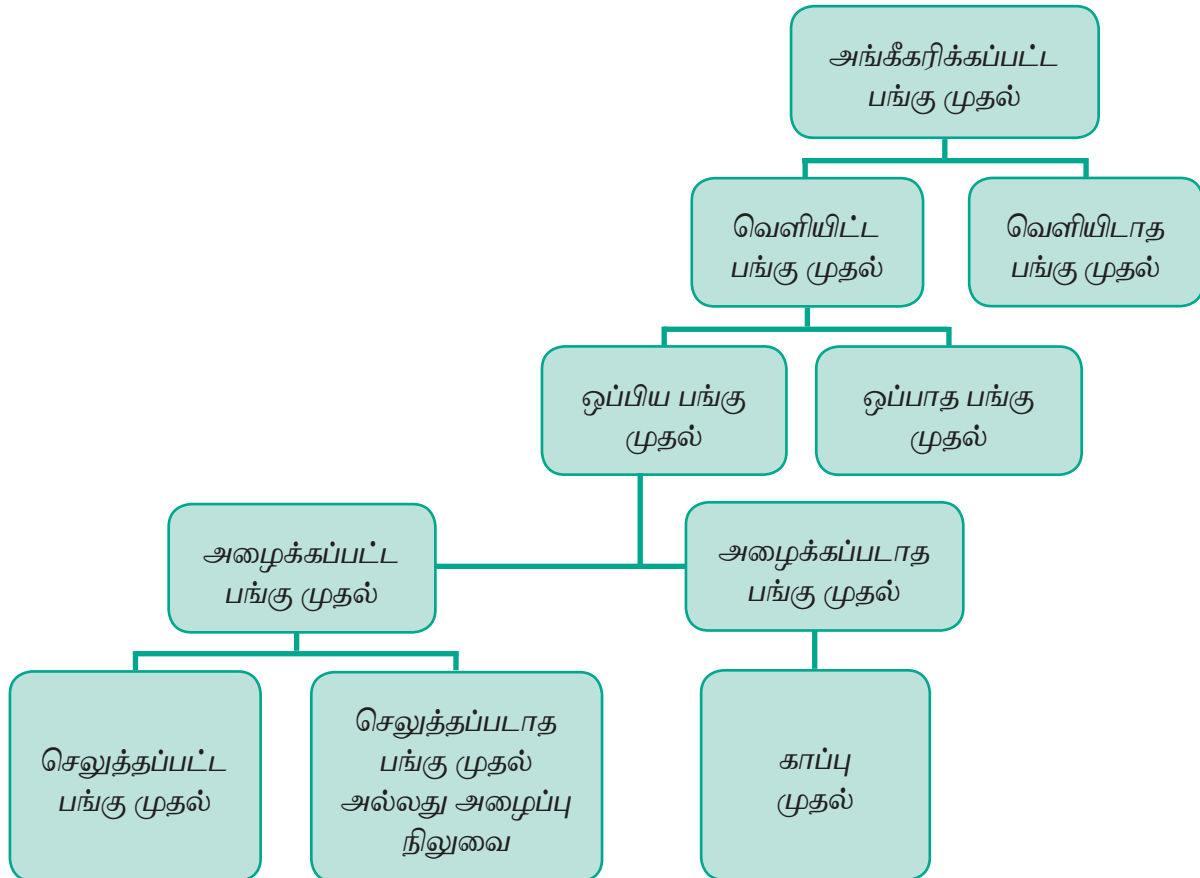 அங்கீகரிக்கப்பட்ட
பங்கு முதல்
வெளியிட்ட
பங்கு முதல்
வெளியிடாத
பங்கு முதல்
ஒப்பிய பங்கு
முதல்
ஒப்பாத பங்கு
முதல்
அழைக்கப்பட்ட
பங்கு முதல்
அழைக்கப்படாத
பங்கு முதல்
செலுத்தப்பட்ட
பங்கு முதல்
செலுத்தப்படாத
பங்கு முதல்
அல்லது அழைப்பு
நிலுவை
காப்பு
முதல்